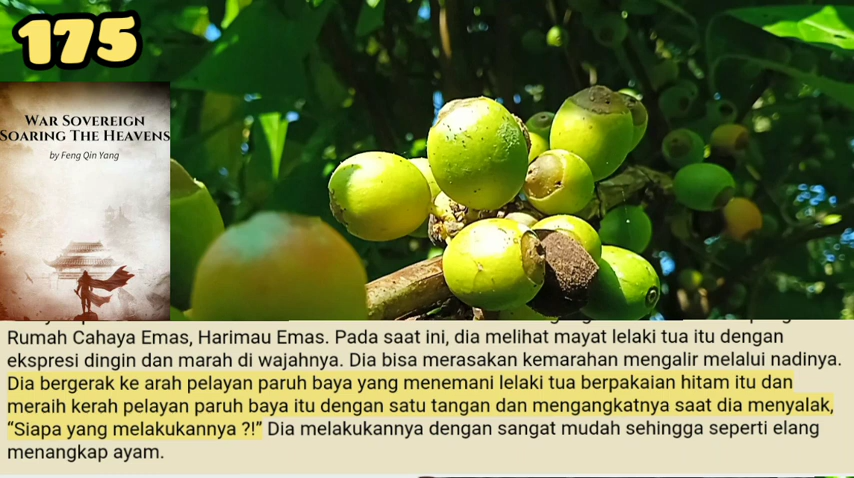 175
WAR SOVEREIGN
SOARING THE HEAVENS
by Feng Qin Yang
Rumah Cahaya Emas, Harimau Emas. Pada saat ini, dia melihat mayat lelaki tua itu dengan
ekspresi dingin dan marah di wajahnya. Dia bisa merasakan kemarahan mengalir melalui nadinya.
Dia bergerak ke arah pelayan paruh baya yang menemani lelaki tua berpakaian hitam itu dan
meraih kerah pelayan paruh baya itu dengan satu tangan dan mengangkatnya saat dia menyalak,
“Siapa yang melakukannya ?!” Dia melakukannya dengan sangat mudah sehingga seperti elang
menangkap ayam.